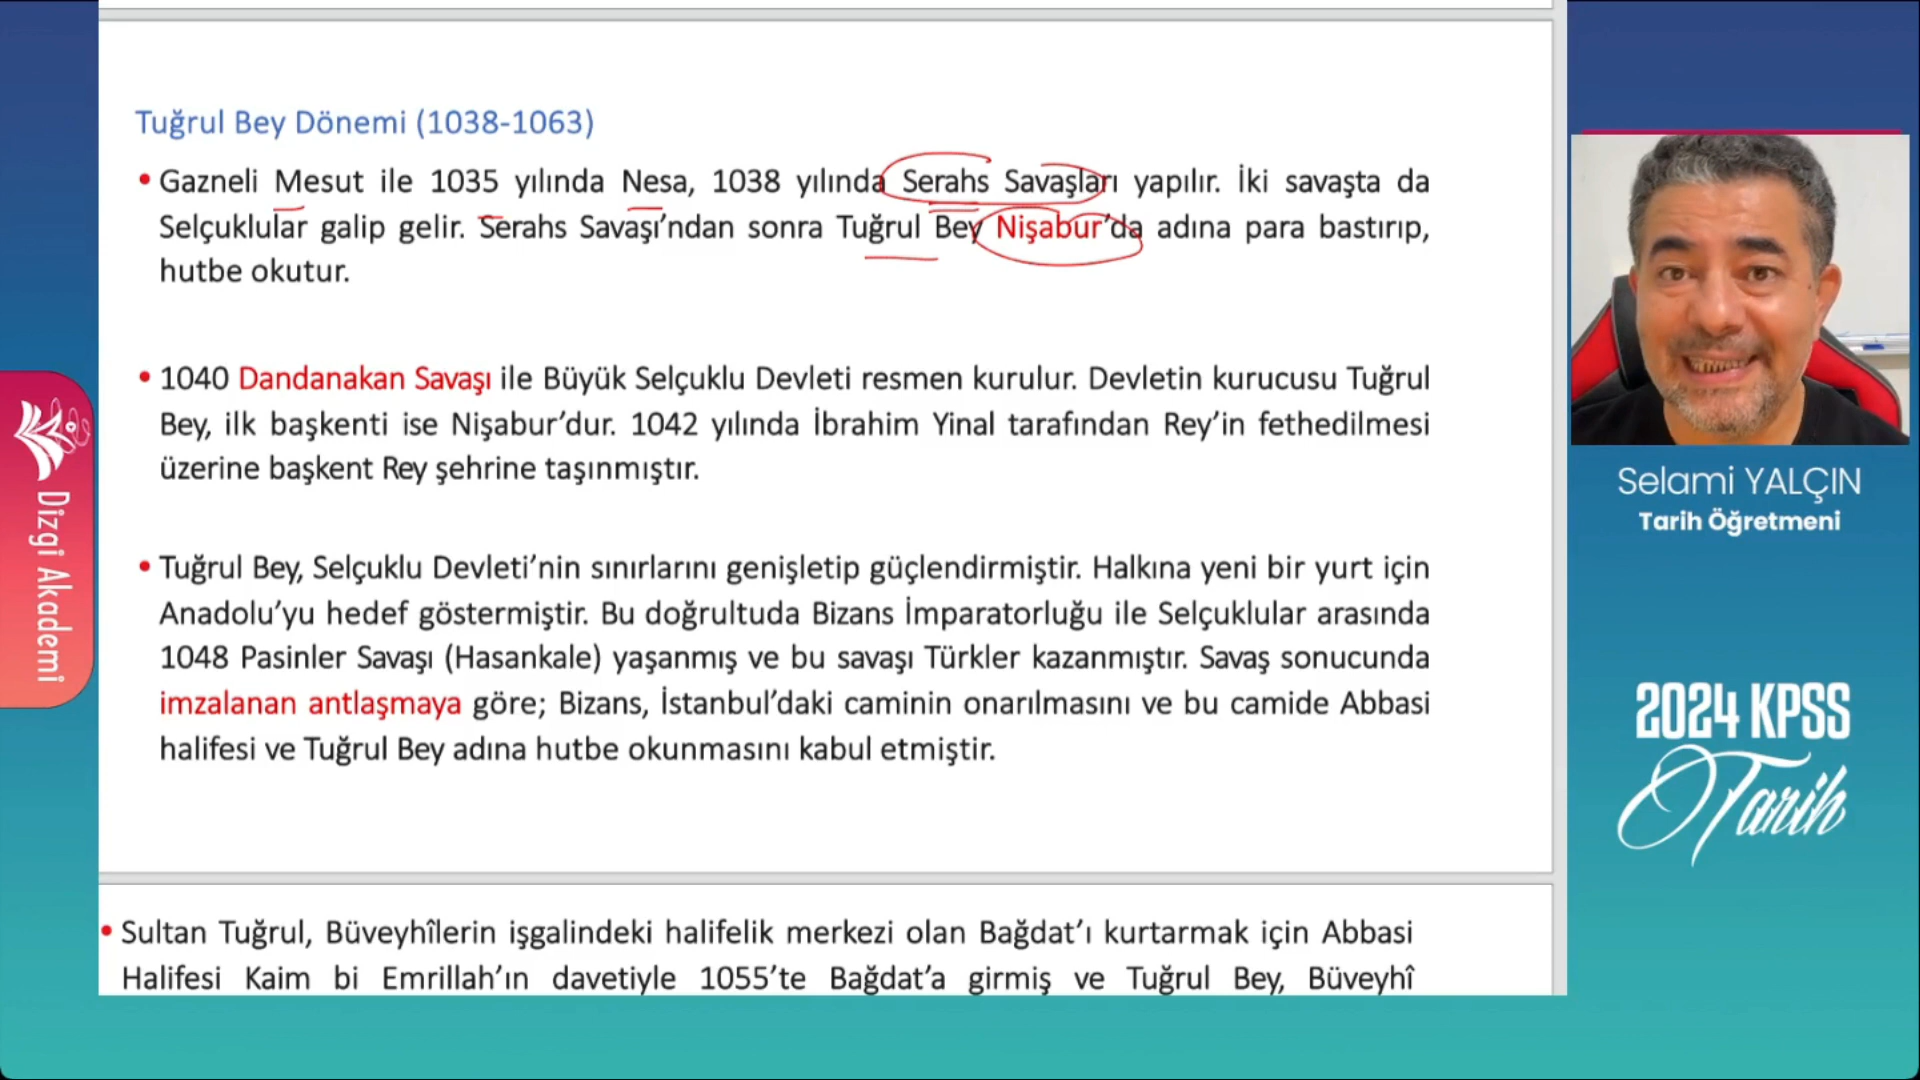 Tuğrul Bey Dönemi (1038-1063)
• Gazneli Mesut ile 1035 yılında Nesa, 1038 yılında Serahs Savaşları yapılır. İki savaşta da
Selçuklular galip gelir. Serahs Savaşı’ndan sonra Tuğrul Bey Nişabur’da adına para bastırıp,
hutbe okutur.
• 1040 Dandanakan Savaşı ile Büyük Selçuklu Devleti resmen kurulur. Devletin kurucusu Tuğrul
Bey, ilk başkenti ise Nişabur’dur. 1042 yılında İbrahim Yinal tarafından Rey’in fethedilmesi
üzerine başkent Rey şehrine taşınmıştır.
• Tuğrul Bey, Selçuklu Devleti’nin sınırlarını genişletip güçlendirmiştir. Halkına yeni bir yurt için
Anadolu’yu hedef göstermiştir. Bu doğrultuda Bizans İmparatorluğu ile Selçuklular arasında
1048 Pasinler Savaşı (Hasankale) yaşanmış ve bu savaşı Türkler kazanmıştır. Savaş sonucunda
imzalanan antlaşmaya göre; Bizans, İstanbul’daki caminin onarılmasını ve bu camide Abbasi
halifesi ve Tuğrul Bey adına hutbe okunmasını kabul etmiştir.
• Sultan Tuğrul, Büveyhîlerin işgalindeki halifelik merkezi olan Bağdat’ı kurtarmak için Abbasi
Halifesi Kaim bi Emrillah’ın davetiyle 1055’te Bağdat’a girmiş ve Tuğrul Bey, Büveyhî
Dizgi Akademi
Selami YALÇIN
Tarih Öğretmeni
2024 KPSS
Tarih